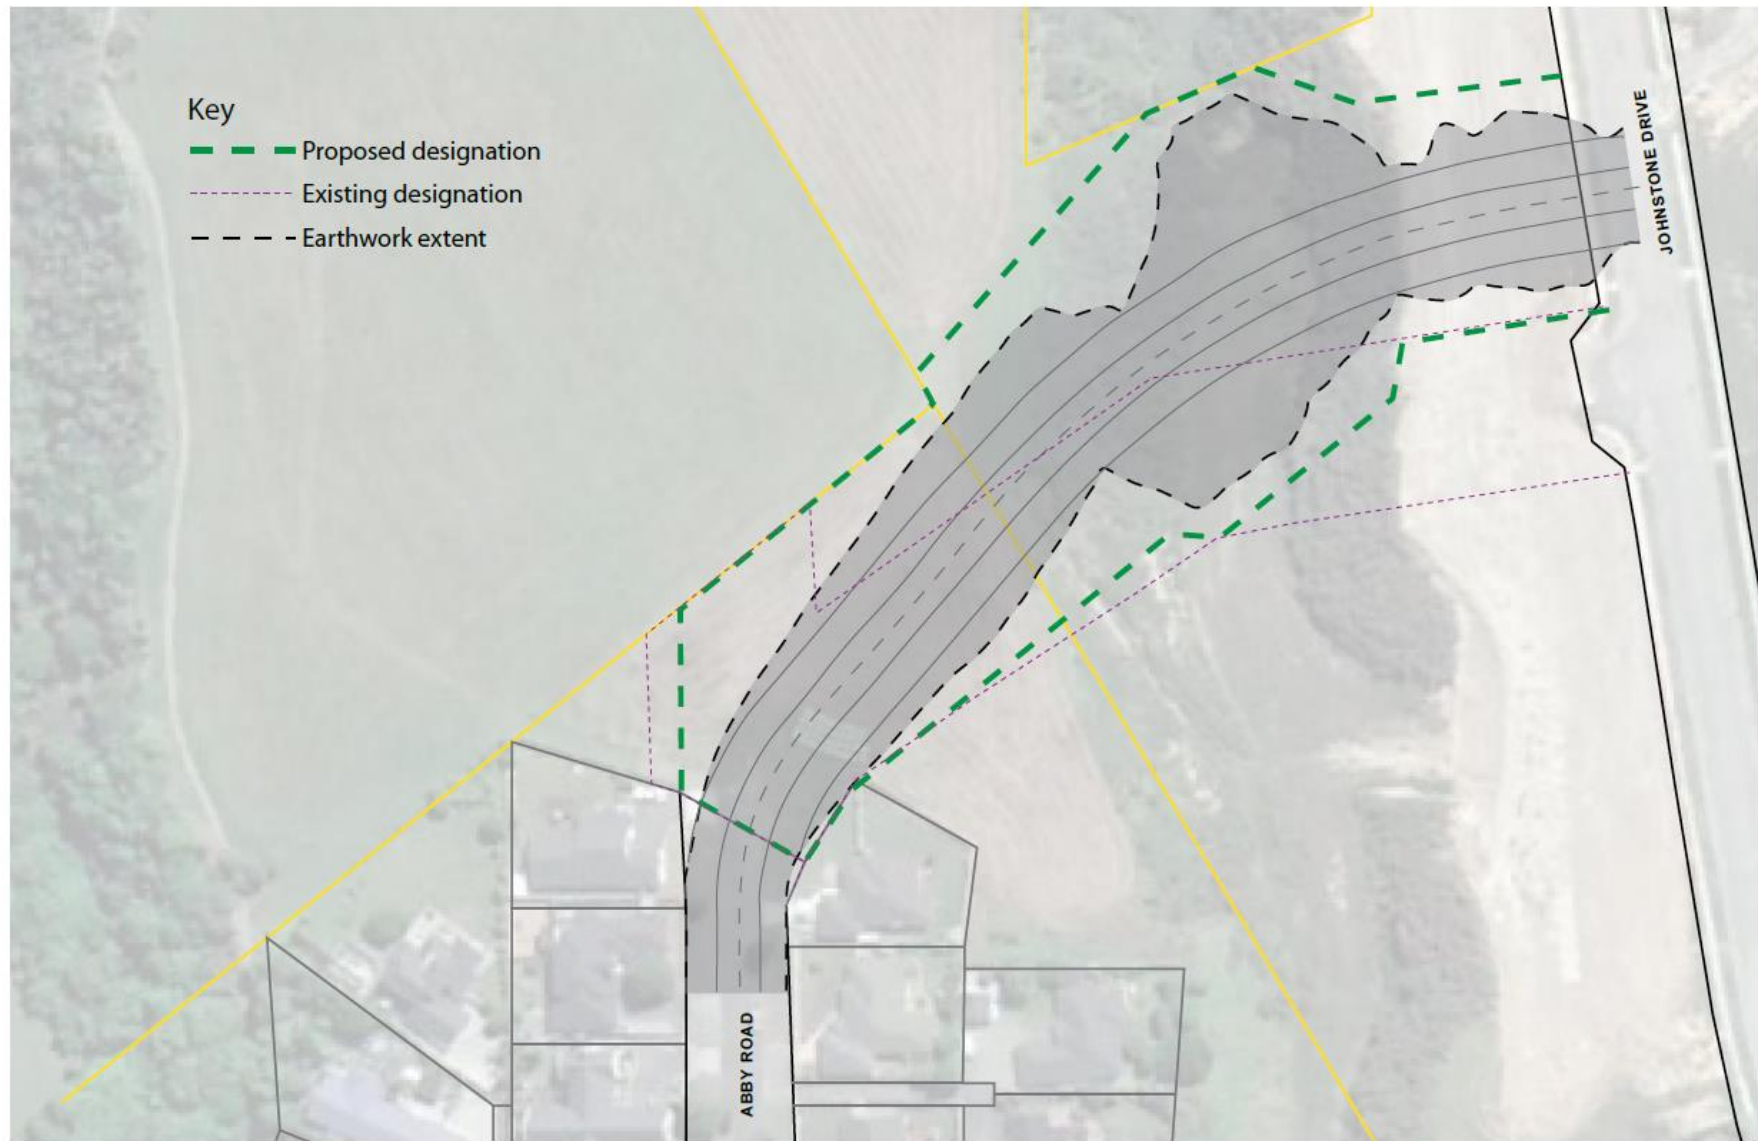 Key
Proposed designation
Existing designation
Earthwork extent
JOHNSTONE DRIVE
ABBY ROAD